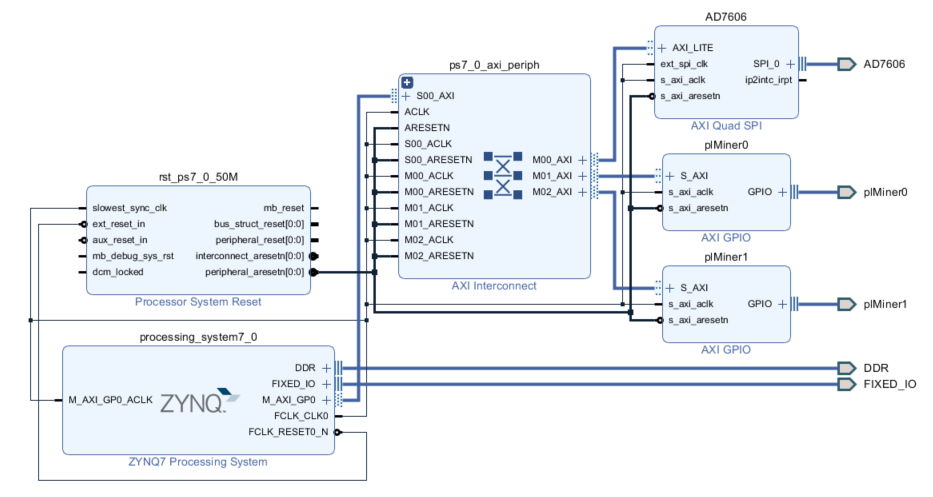 AD7606
AXI_LITE
ext_spi_clk
s_axi_aclk
s_axi_aresetn
SPI_0
ip2intc_irpt
AXI Quad SPI
AD7606
ps7_0_axi_periph
S00_AXI
ACLK
ARESETN
S00_ACLK
S00_ARESETN
M00_ACLK
M00_ARESETN
M01_ACLK
M01_ARESETN
M02_ACLK
M02_ARESETN
M00_AXI
M01_AXI
M02_AXI
AXI Interconnect
plMiner0
S_AXI
s_axi_aclk
s_axi_aresetn
GPIO
AXI GPIO
plMiner0
rst_ps7_0_50M
slowest_sync_clk
ext_reset_in
aux_reset_in
mb_debug_sys_rst
dcm_locked
mb_reset
bus_struct_reset[0:0]
peripheral_reset[0:0]
interconnect_aresetn[0:0]
peripheral_aresetn[0:0]
Processor System Reset
plMiner1
S_AXI
s_axi_aclk
s_axi_aresetn
GPIO
AXI GPIO
plMiner1
processing_system7_0
M_AXI_GP0_ACLK
ZYNQ
DDR
FIXED_IO
M_AXI_GP0
FCLK_CLK0
FCLK_RESET0_N
ZYNQ7 Processing System
DDR
FIXED_IO